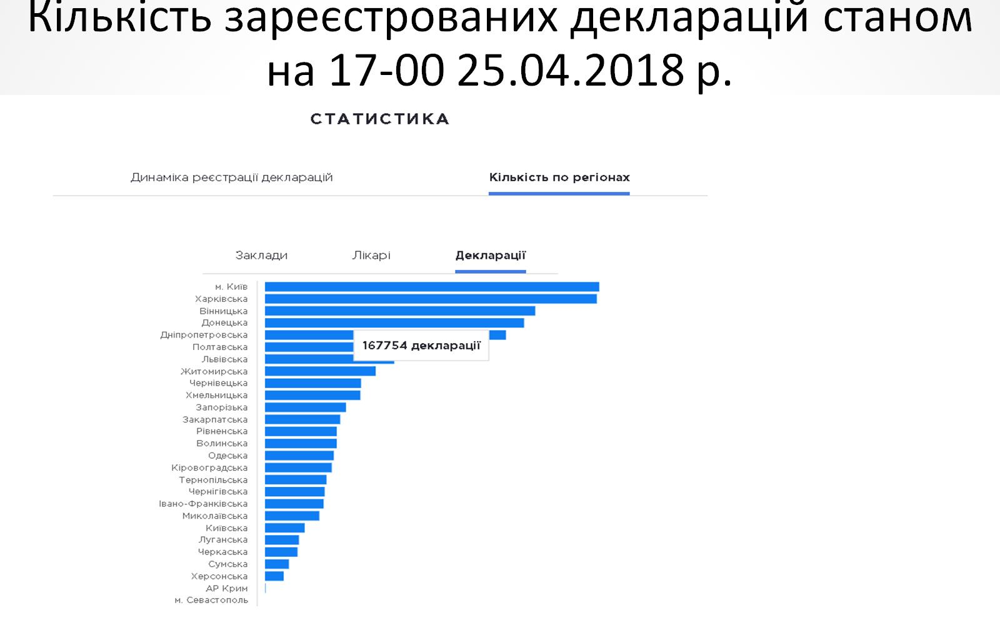 Кількість зареєстрованих декларацій станом
на 17-00 25.04.2018 р.
СТАТИСТИКА
Динаміка реєстрації декларацій
Кількість по регіонах
Заклади
Лікарі
Декларації
м. Київ
Харківська
Вінницька
Донецька
Дніпропетровська
167754 декларації
Полтавська
Львівська
Житомирська
Чернівецька
Хмельницька
Запорізька
Закарпатська
Рівненська
Волинська
Одеська
Кіровоградська
Тернопільська
Чернігівська
Івано-Франківська
Миколаївська
Київська
Луганська
Черкаська
Сумська
Херсонська
АР Крим
м. Севастополь